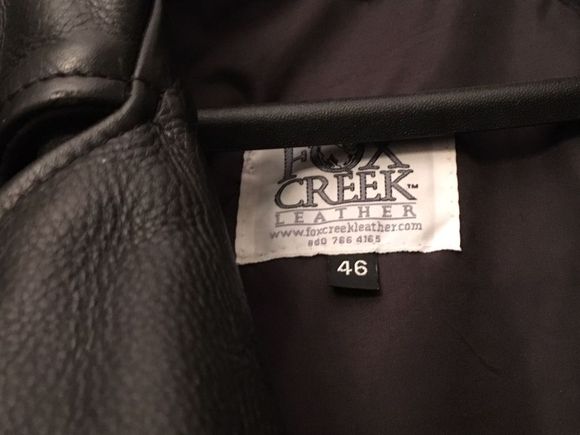 FOX
CREEK™
LEATHER
www.foxcreekleather.com
800 766 4165
46